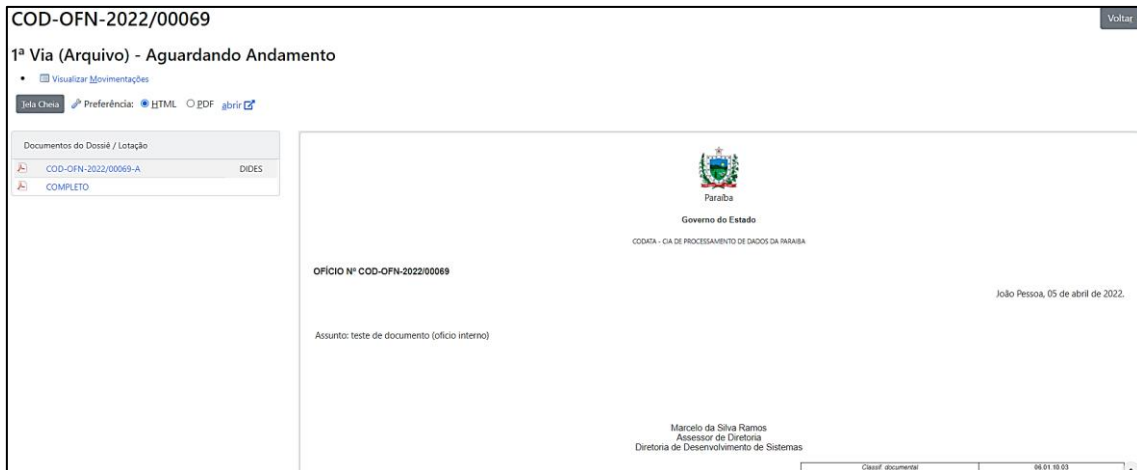 COD-OFN-2022/00069
Voltar
1ª Via (Arquivo) - Aguardando Andamento
Visualizar Movimentações
Tela Cheia Preferência: HTML PDF abrir
Documentos do Dossiê / Lotação
COD-OFN-2022/00069-A DIDES
COMPLETO
Paraíba
Governo do Estado
CODATA - CIA DE PROCESSAMENTO DE DADOS DA PARAIBA
OFÍCIO Nº COD-OFN-2022/00069
João Pessoa, 05 de abril de 2022.
Assunto: teste de documento (ofício interno)
Marcelo da Silva Ramos
Assessor de Diretoria
Diretoria de Desenvolvimento de Sistemas
Classif. documental 06.01.10.03